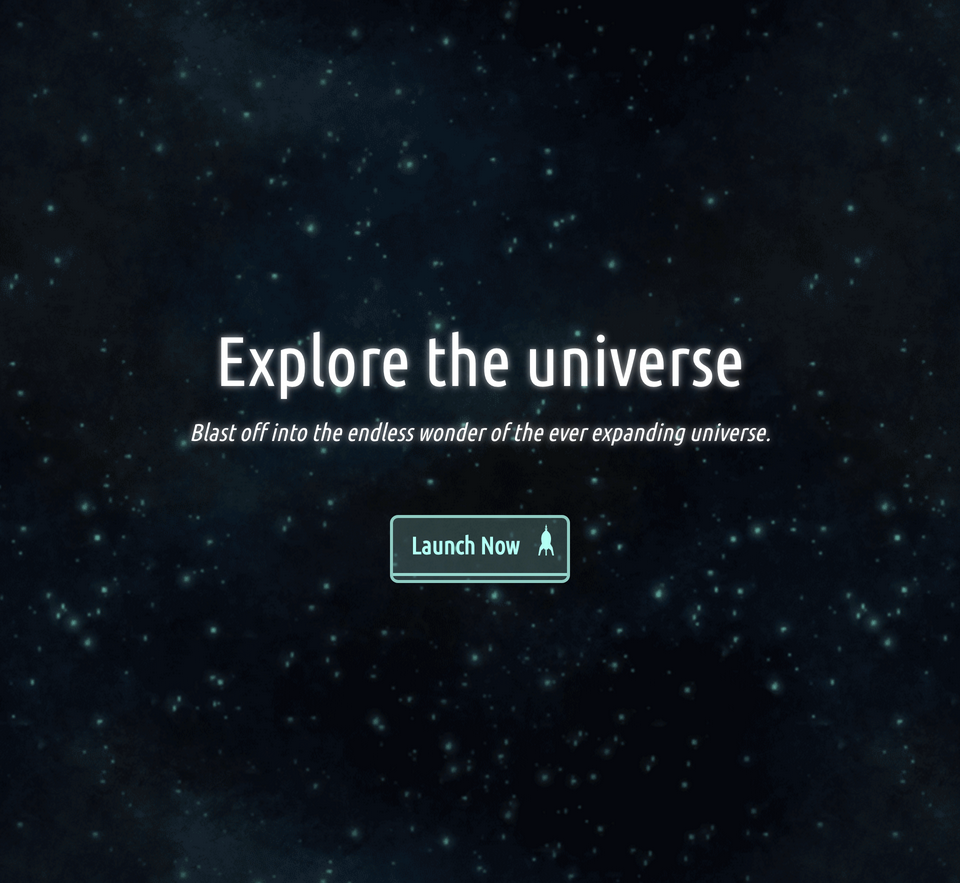 Explore the universe
Blast off into the endless wonder of the ever expanding universe.
Launch Now